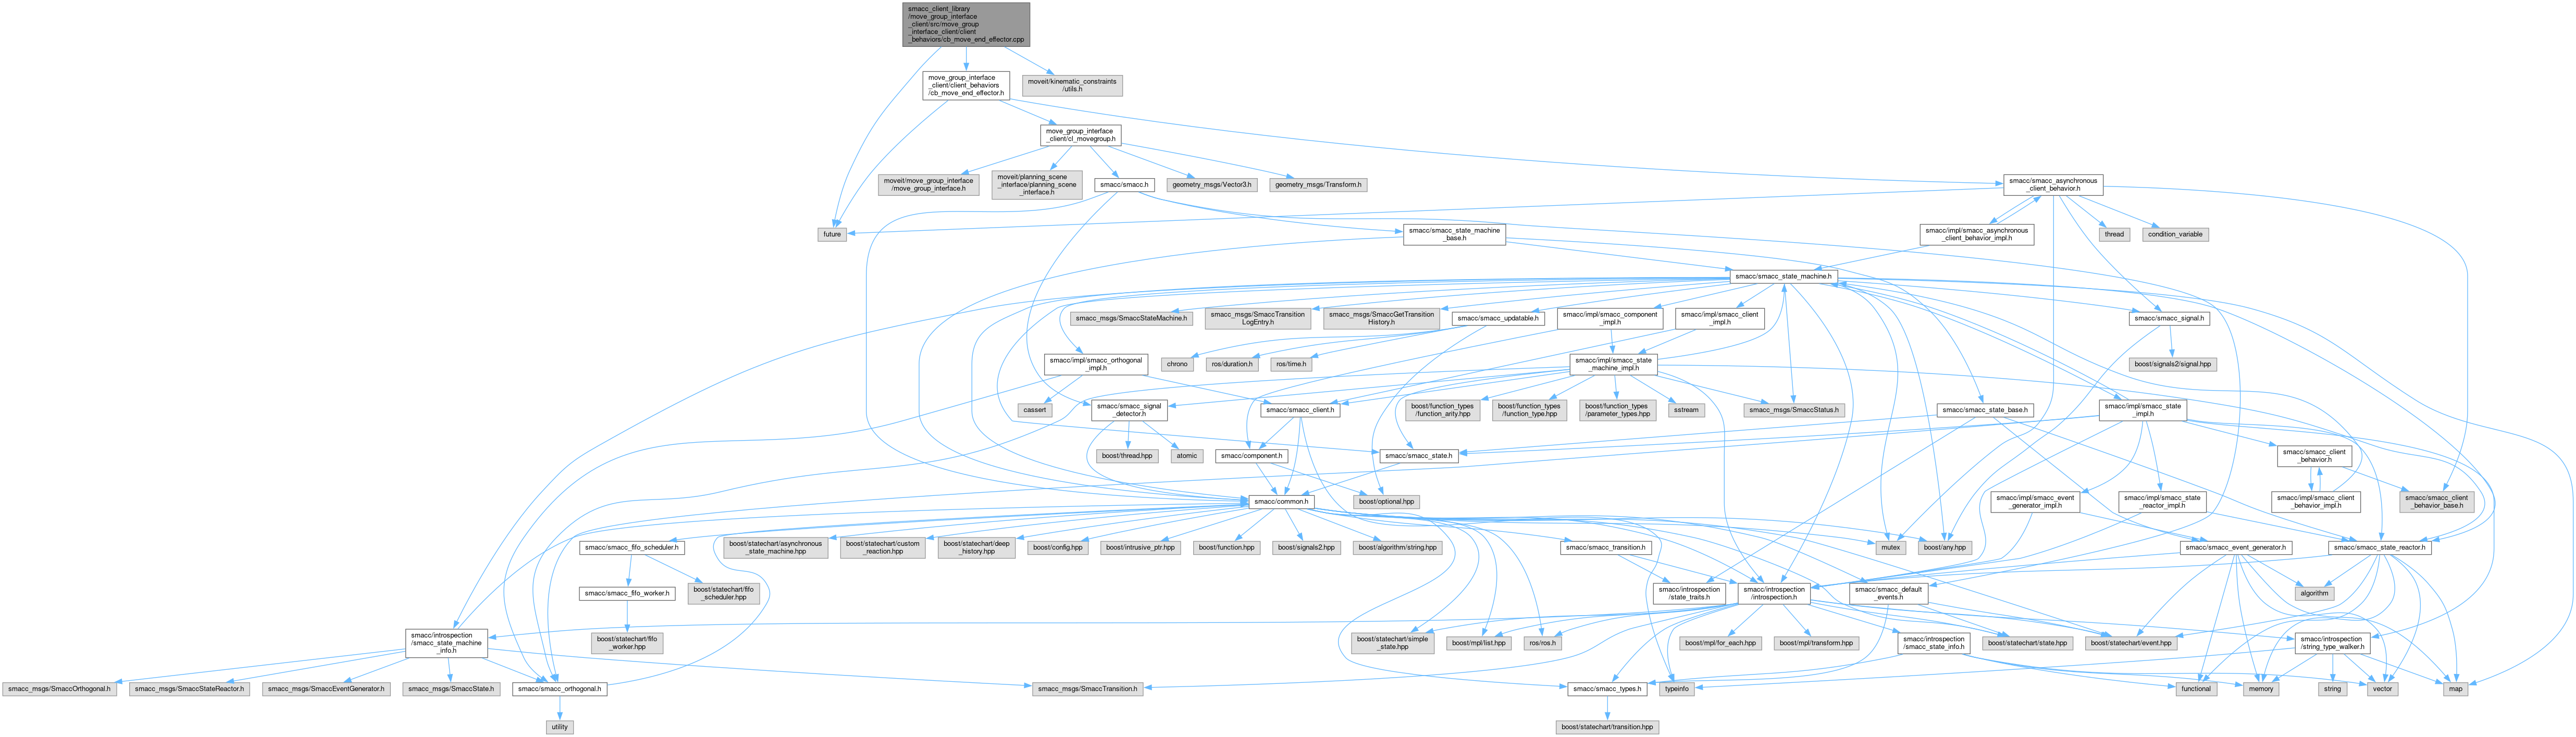 smacc_client_library
/move_group_interface
_client/src/move_group
_interface_client/client
_behaviors/cb_move_end_effector.cpp
move_group_interface
_client/client_behaviors
/cb_move_end_effector.h
moveit/kinematic_constraints
/utils.h
move_group_interface
_client/cl_movegroup.h
moveit/move_group_interface
/move_group_interface.h
moveit/planning_scene
_interface/planning_scene
_interface.h
smacc/smacc.h
geometry_msgs/Vector3.h
geometry_msgs/Transform.h
smacc/smacc_asynchronous
_client_behavior.h
future
smacc/smacc_state_machine
_base.h
smacc/impl/smacc_asynchronous
_client_behavior_impl.h
thread
condition_variable
smacc/smacc_state_machine.h
smacc_msgs/SmaccStateMachine.h
smacc_msgs/SmaccTransition
LogEntry.h
smacc_msgs/SmaccGetTransition
History.h
smacc/smacc_updatable.h
smacc/impl/smacc_component
_impl.h
smacc/impl/smacc_client
_impl.h
smacc/smacc_signal.h
smacc/impl/smacc_orthogonal
_impl.h
chrono
ros/duration.h
ros/time.h
smacc/impl/smacc_state
_machine_impl.h
boost/signals2/signal.hpp
cassert
smacc/smacc_signal
_detector.h
smacc/smacc_client.h
boost/function_types
/function_arity.hpp
boost/function_types
/function_type.hpp
boost/function_types
/parameter_types.hpp
sstream
smacc_msgs/SmaccStatus.h
smacc/smacc_state_base.h
smacc/impl/smacc_state
_impl.h
boost/thread.hpp
atomic
smacc/component.h
smacc/smacc_state.h
smacc/smacc_client
_behavior.h
smacc/common.h
boost/optional.hpp
smacc/impl/smacc_event
_generator_impl.h
smacc/impl/smacc_state
_reactor_impl.h
smacc/impl/smacc_client
_behavior_impl.h
smacc/smacc_client
_behavior_base.h
smacc/smacc_fifo_scheduler.h
boost/statechart/asynchronous
_state_machine.hpp
boost/statechart/custom
_reaction.hpp
boost/statechart/deep
_history.hpp
boost/config.hpp
boost/intrusive_ptr.hpp
boost/function.hpp
boost/signals2.hpp
boost/algorithm/string.hpp
smacc/smacc_transition.h
mutex
boost/any.hpp
smacc/smacc_event_generator.h
smacc/smacc_state_reactor.h
smacc/smacc_fifo_worker.h
boost/statechart/fifo
_scheduler.hpp
smacc/introspection
/state_traits.h
smacc/introspection
/introspection.h
smacc/smacc_default
_events.h
algorithm
smacc/introspection
/smacc_state_machine
_info.h
boost/statechart/fifo
_worker.hpp
boost/statechart/simple
_state.hpp
boost/mpl/list.hpp
ros/ros.h
boost/mpl/for_each.hpp
boost/mpl/transform.hpp
smacc/introspection
/smacc_state_info.h
boost/statechart/state.hpp
boost/statechart/event.hpp
smacc/introspection
/string_type_walker.h
smacc_msgs/SmaccOrthogonal.h
smacc_msgs/SmaccStateReactor.h
smacc_msgs/SmaccEventGenerator.h
smacc_msgs/SmaccState.h
smacc/smacc_orthogonal.h
smacc_msgs/SmaccTransition.h
smacc/smacc_types.h
typeinfo
functional
memory
string
vector
map
utility
boost/statechart/transition.hpp